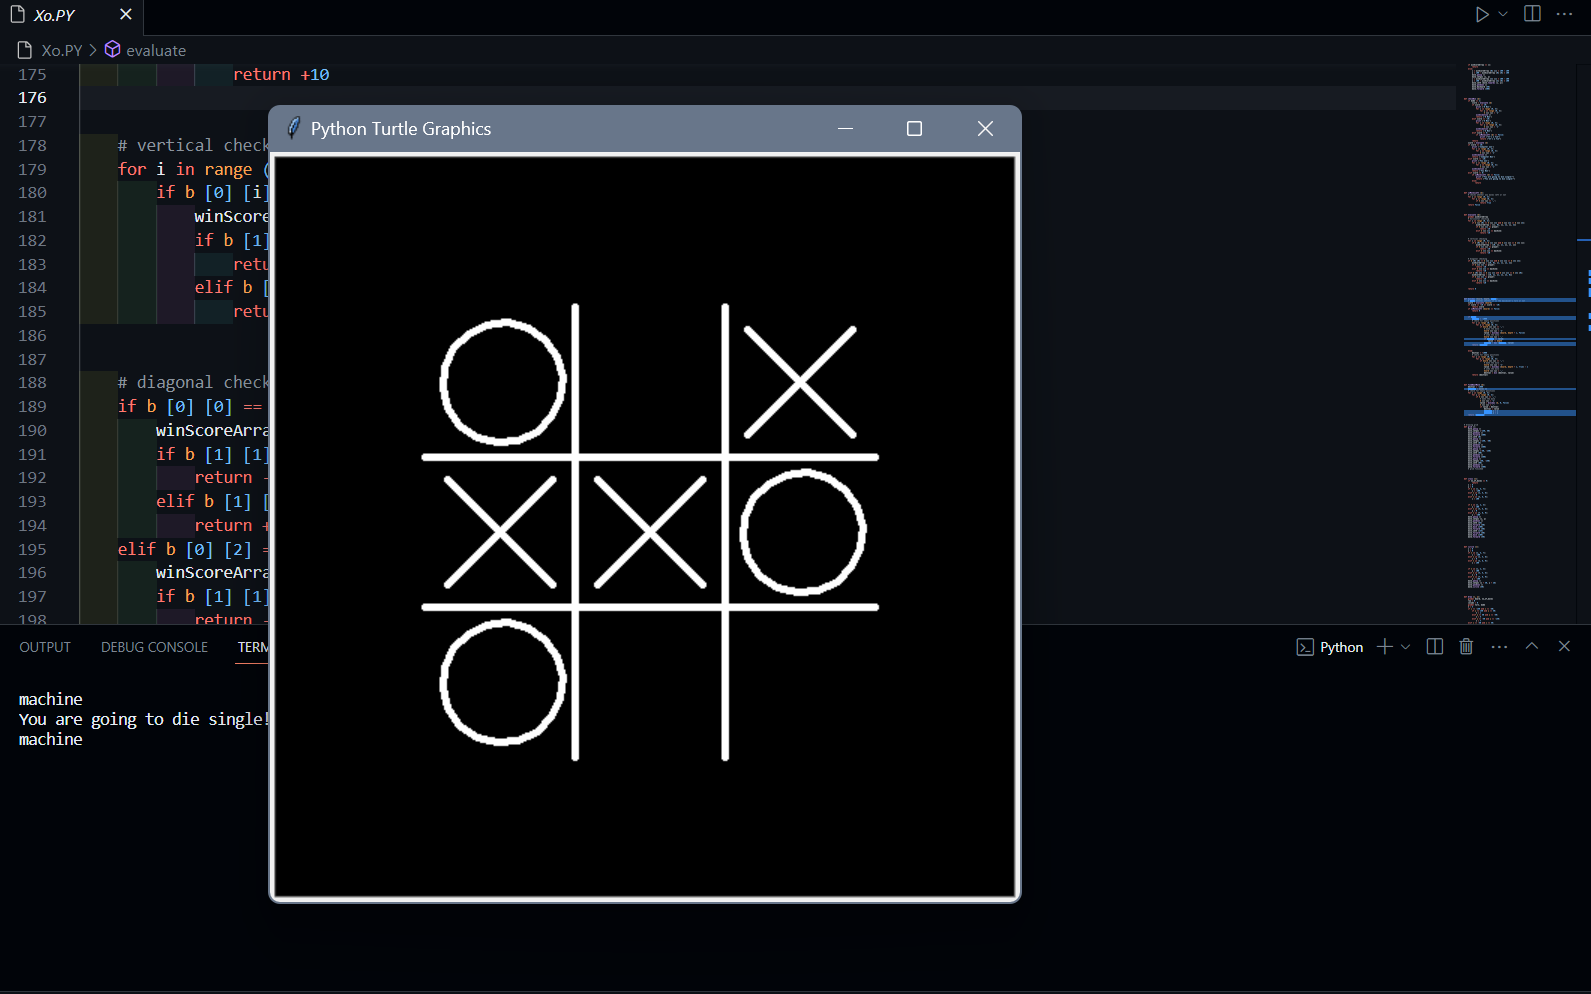 Xo.PY
Xo.PY > evaluate
175 return +10
176
177
178 # vertical check
179 for i in range (
180 if b [0] [i]
181 winScore
182 if b [1]
183 retu
184 elif b [
185 retu
186
187
188 # diagonal check
189 if b [0] [0] ==
190 winScoreArra
191 if b [1] [1]
192 return -
193 elif b [1] [
194 return +
195 elif b [0] [2] =
196 winScoreArra
197 if b [1] [1]
198 return -
Python Turtle Graphics
OUTPUT DEBUG CONSOLE TERM
Python
machine
You are going to die single!
machine